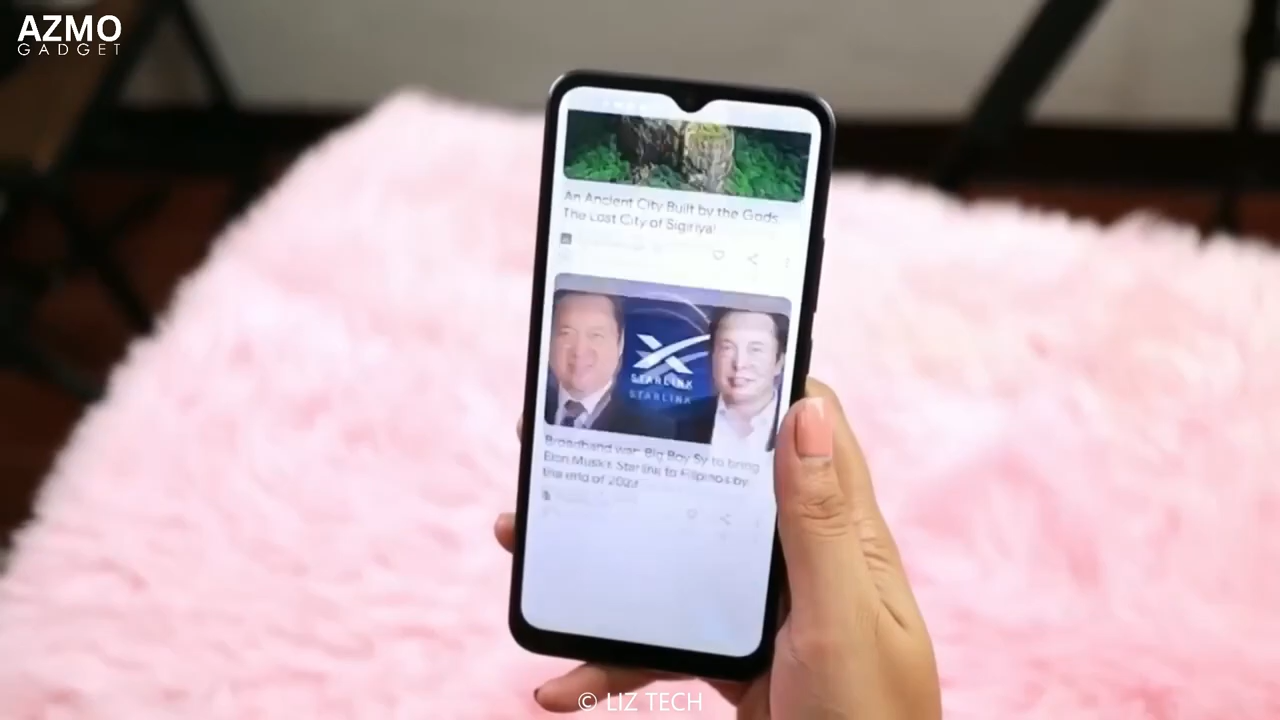 AZMO
GADGET
An Ancient City Built by the Gods
The Lost City of Sigiriya!
STARLINK
STARLINK
Broadband war: Big Boy Sy to bring
Elon Musk's Starlink to Filipinos by
the end of
© LIZ TECH